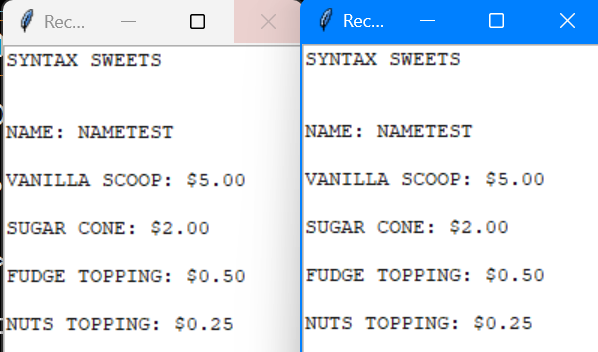 Rec...
SYNTAX SWEETS
NAME: NAMETEST
VANILLA SCOOP: $5.00
SUGAR CONE: $2.00
FUDGE TOPPING: $0.50
NUTS TOPPING: $0.25
Rec...
SYNTAX SWEETS
NAME: NAMETEST
VANILLA SCOOP: $5.00
SUGAR CONE: $2.00
FUDGE TOPPING: $0.50
NUTS TOPPING: $0.25